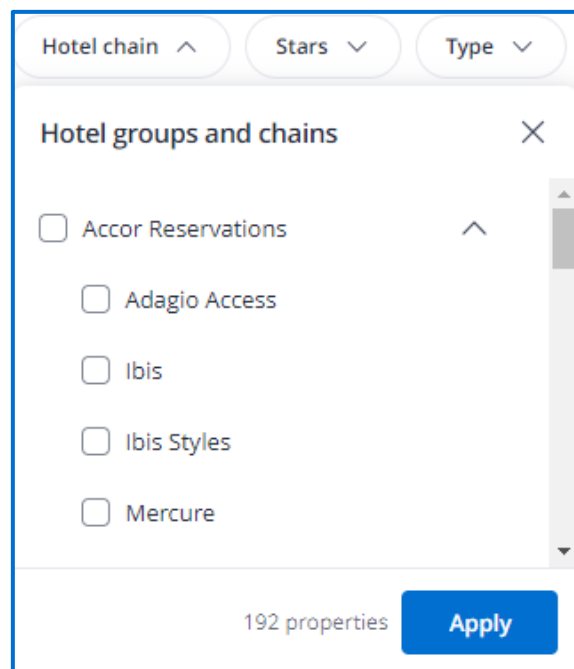 Hotel chain Stars Type
Hotel groups and chains
Accor Reservations
Adagio Access
Ibis
Ibis Styles
Mercure
192 properties Apply